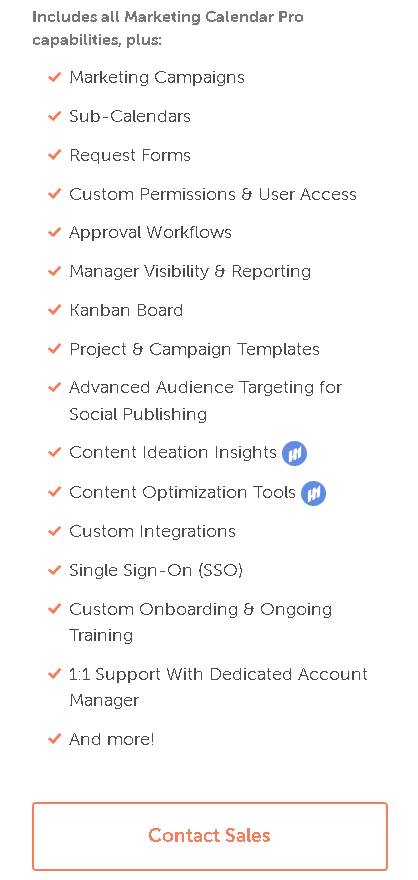 Includes all Marketing Calendar Pro
capabilities, plus:
Marketing Campaigns
Sub-Calendars
Request Forms
Custom Permissions & User Access
Approval Workflows
Manager Visibility & Reporting
Kanban Board
Project & Campaign Templates
Advanced Audience Targeting for
Social Publishing
Content Ideation Insights
Content Optimization Tools
Custom Integrations
Single Sign-On (SSO)
Custom Onboarding & Ongoing
Training
1:1 Support With Dedicated Account
Manager
And more!
Contact Sales